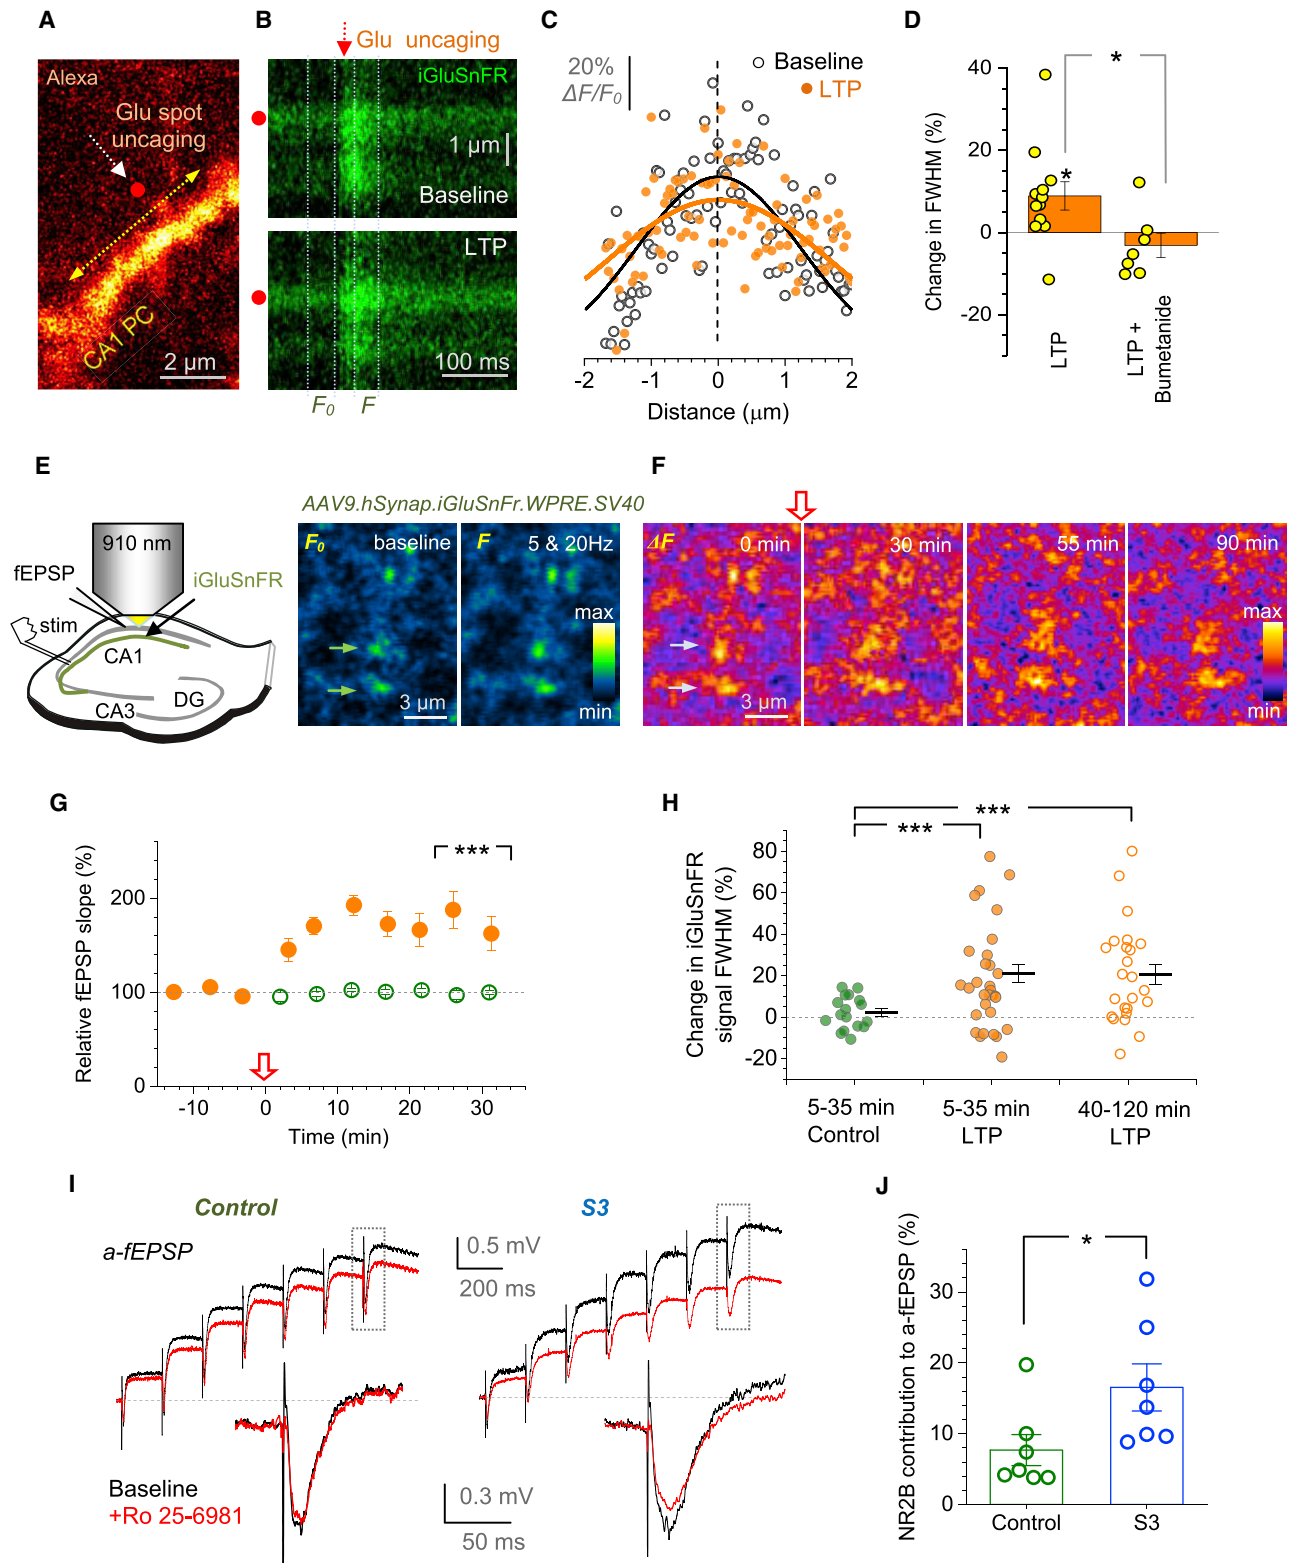 A
B
C
D
Alexa
Glu spot
uncaging
CA1 PC
2 µm
Glu uncaging
iGluSnFR
1 µm
Baseline
LTP
100 ms
F0
F
20%
ΔF/F0
Baseline
LTP
-2
-1
0
1
2
Distance (µm)
Change in FWHM (%)
40
20
0
-20
*
*
LTP
LTP +
Bumetanide
E
F
AAV9.hSynap.iGluSnFr.WPRE.SV40
910 nm
fEPSP
iGluSnFR
stim
CA1
CA3
DG
F0
baseline
3 µm
F
5 & 20Hz
max
min
ΔF
0 min
3 µm
30 min
55 min
90 min
max
min
G
Relative fEPSP slope (%)
200
100
0
***
-10
0
10
20
30
Time (min)
H
Change in iGluSnFR
signal FWHM (%)
80
60
40
20
0
-20
***
***
5-35 min
Control
5-35 min
LTP
40-120 min
LTP
I
Control
S3
a-fEPSP
0.5 mV
200 ms
Baseline
+Ro 25-6981
0.3 mV
50 ms
J
NR2B contribution to a-fEPSP (%)
30
20
10
0
*
Control
S3